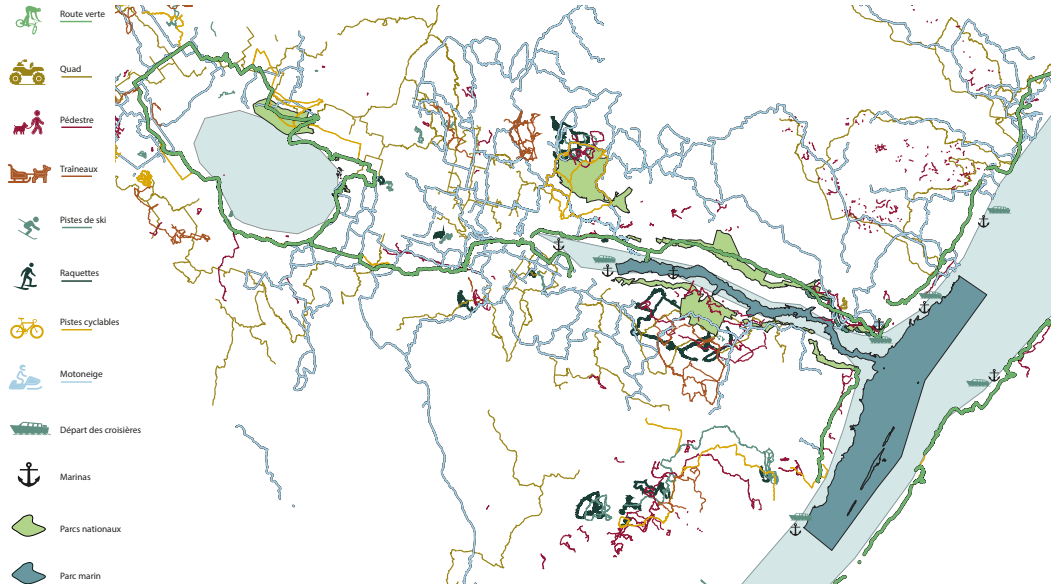 Route verte
Quad
Pédestre
Traîneaux
Pistes de ski
Raquettes
Pistes cyclables
Motoneige
Départ des croisières
Marinas
Parcs nationaux
Parc marin